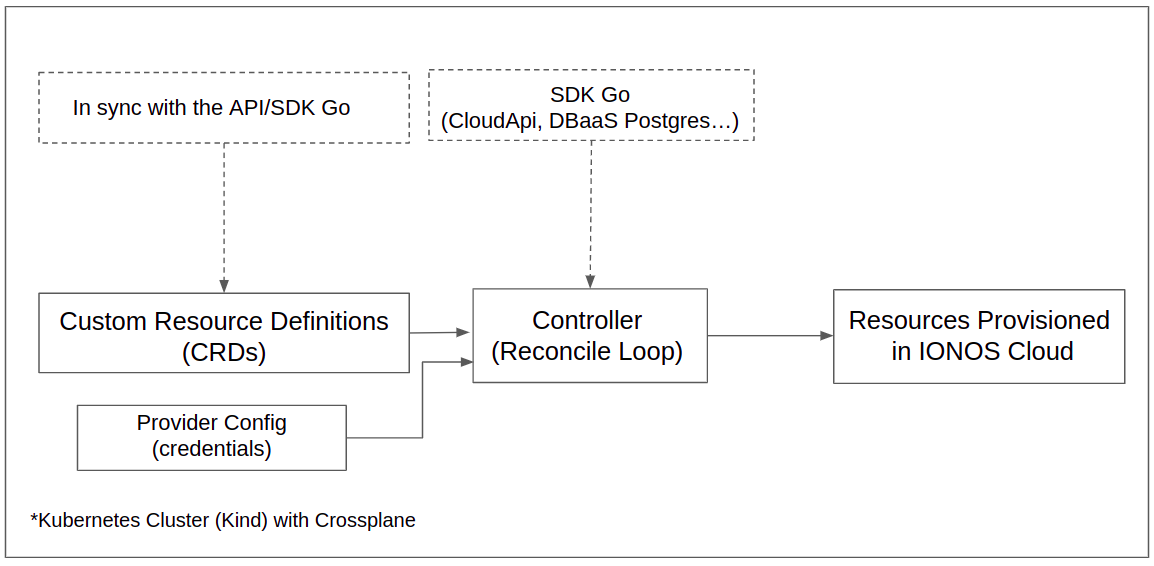 In sync with the API/SDK Go
SDK Go
(CloudApi, DBaaS Postgres…)
Custom Resource Definitions
(CRDs)
Controller
(Reconcile Loop)
Resources Provisioned
in IONOS Cloud
Provider Config
(credentials)
*Kubernetes Cluster (Kind) with Crossplane